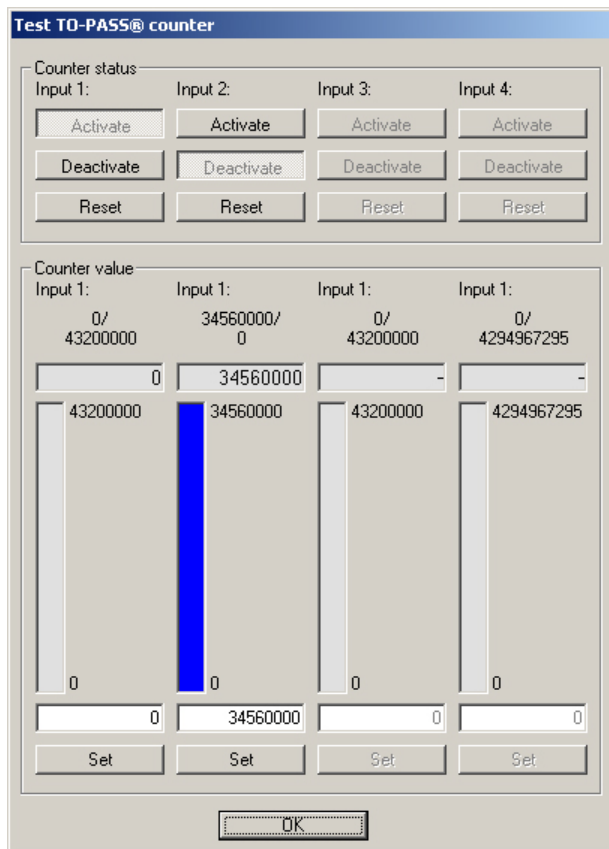 Test TO-PASS® counter
Counter status
Input 1: Input 2: Input 3: Input 4:
Activate Activate Activate Activate
Deactivate Deactivate Deactivate Deactivate
Reset Reset Reset Reset
Counter value
Input 1: Input 1: Input 1: Input 1:
0/ 34560000/ 0/ 0/
43200000 0 43200000 4294967295
0 34560000 - -
43200000 34560000 43200000 4294967295
0 0 0 0
0 34560000 0 0
Set Set Set Set
OK